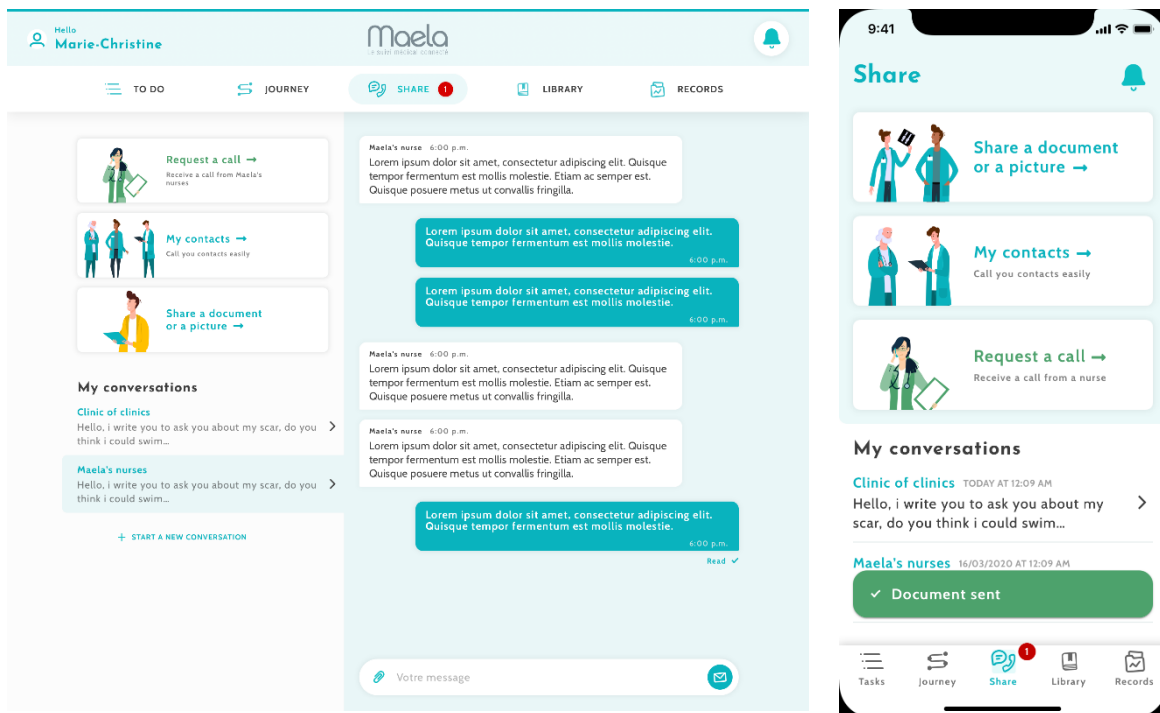 Hello
Marie-Christine
Maela
Le suivi médical connecté
TO DO
JOURNEY
SHARE 1
LIBRARY
RECORDS
Request a call →
Receive a call from Maela's
nurses
My contacts →
Call you contacts easily
Share a document
or a picture →
My conversations
Clinic of clinics
Hello, i write you to ask you about my scar, do you
think i could swim...
Maela's nurses
Hello, i write you to ask you about my scar, do you
think i could swim...
+ START A NEW CONVERSATION
Maela's nurse 6:00 p.m.
Lorem ipsum dolor sit amet, consectetur adipiscing elit. Quisque
tempor fermentum est mollis molestie. Etiam ac semper est.
Quisque posuere metus ut convallis fringilla.
Lorem ipsum dolor sit amet, consectetur adipiscing elit.
Quisque tempor fermentum est mollis molestie.
6:00 p.m.
Lorem ipsum dolor sit amet, consectetur adipiscing elit.
Quisque tempor fermentum est mollis molestie.
6:00 p.m.
Maela's nurse 6:00 p.m.
Lorem ipsum dolor sit amet, consectetur adipiscing elit. Quisque
tempor fermentum est mollis molestie. Etiam ac semper est.
Quisque posuere metus ut convallis fringilla.
Maela's nurse 6:00 p.m.
Lorem ipsum dolor sit amet, consectetur adipiscing elit. Quisque
tempor fermentum est mollis molestie. Etiam ac semper est.
Quisque posuere metus ut convallis fringilla.
Lorem ipsum dolor sit amet, consectetur adipiscing elit.
Quisque tempor fermentum est mollis molestie.
6:00 p.m.
Read ✓
Votre message
9:41
Share
Share a document
or a picture →
My contacts →
Call you contacts easily
Request a call →
Receive a call from a nurse
My conversations
Clinic of clinics TODAY AT 12:09 AM
Hello, i write you to ask you about my
scar, do you think i could swim...
Maela's nurses 16/03/2020 AT 12:09 AM
✓ Document sent
1
Tasks
Journey
Share
Library
Records